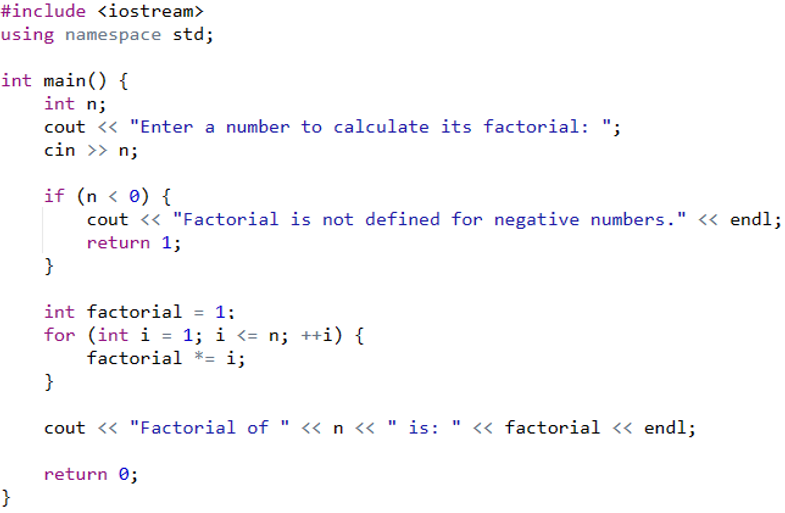 #include <iostream>
using namespace std;

int main() {
    int n;
    cout << "Enter a number to calculate its factorial: ";
    cin >> n;

    if (n < 0) {
        cout << "Factorial is not defined for negative numbers." << endl;
        return 1;
    }

    int factorial = 1;
    for (int i = 1; i <= n; ++i) {
        factorial *= i;
    }

    cout << "Factorial of " << n << " is: " << factorial << endl;

    return 0;
}